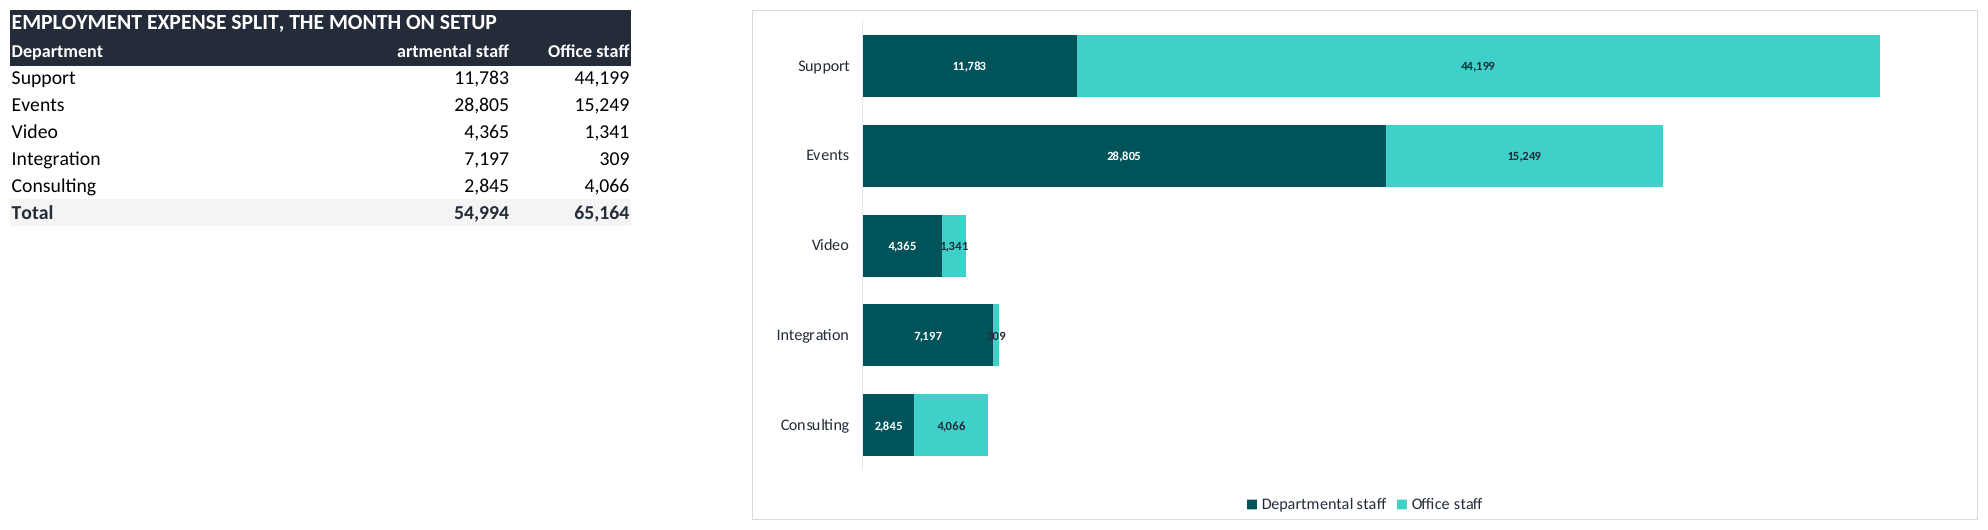 EMPLOYMENT EXPENSE SPLIT, THE MONTH ON SETUP
Department artmental staff Office staff
Support 11,783 44,199
Events 28,805 15,249
Video 4,365 1,341
Integration 7,197 309
Consulting 2,845 4,066
Total 54,994 65,164
Support 11,783 44,199
Events 28,805 15,249
Video 4,365 1,341
Integration 7,197 309
Consulting 2,845 4,066
Departmental staff Office staff